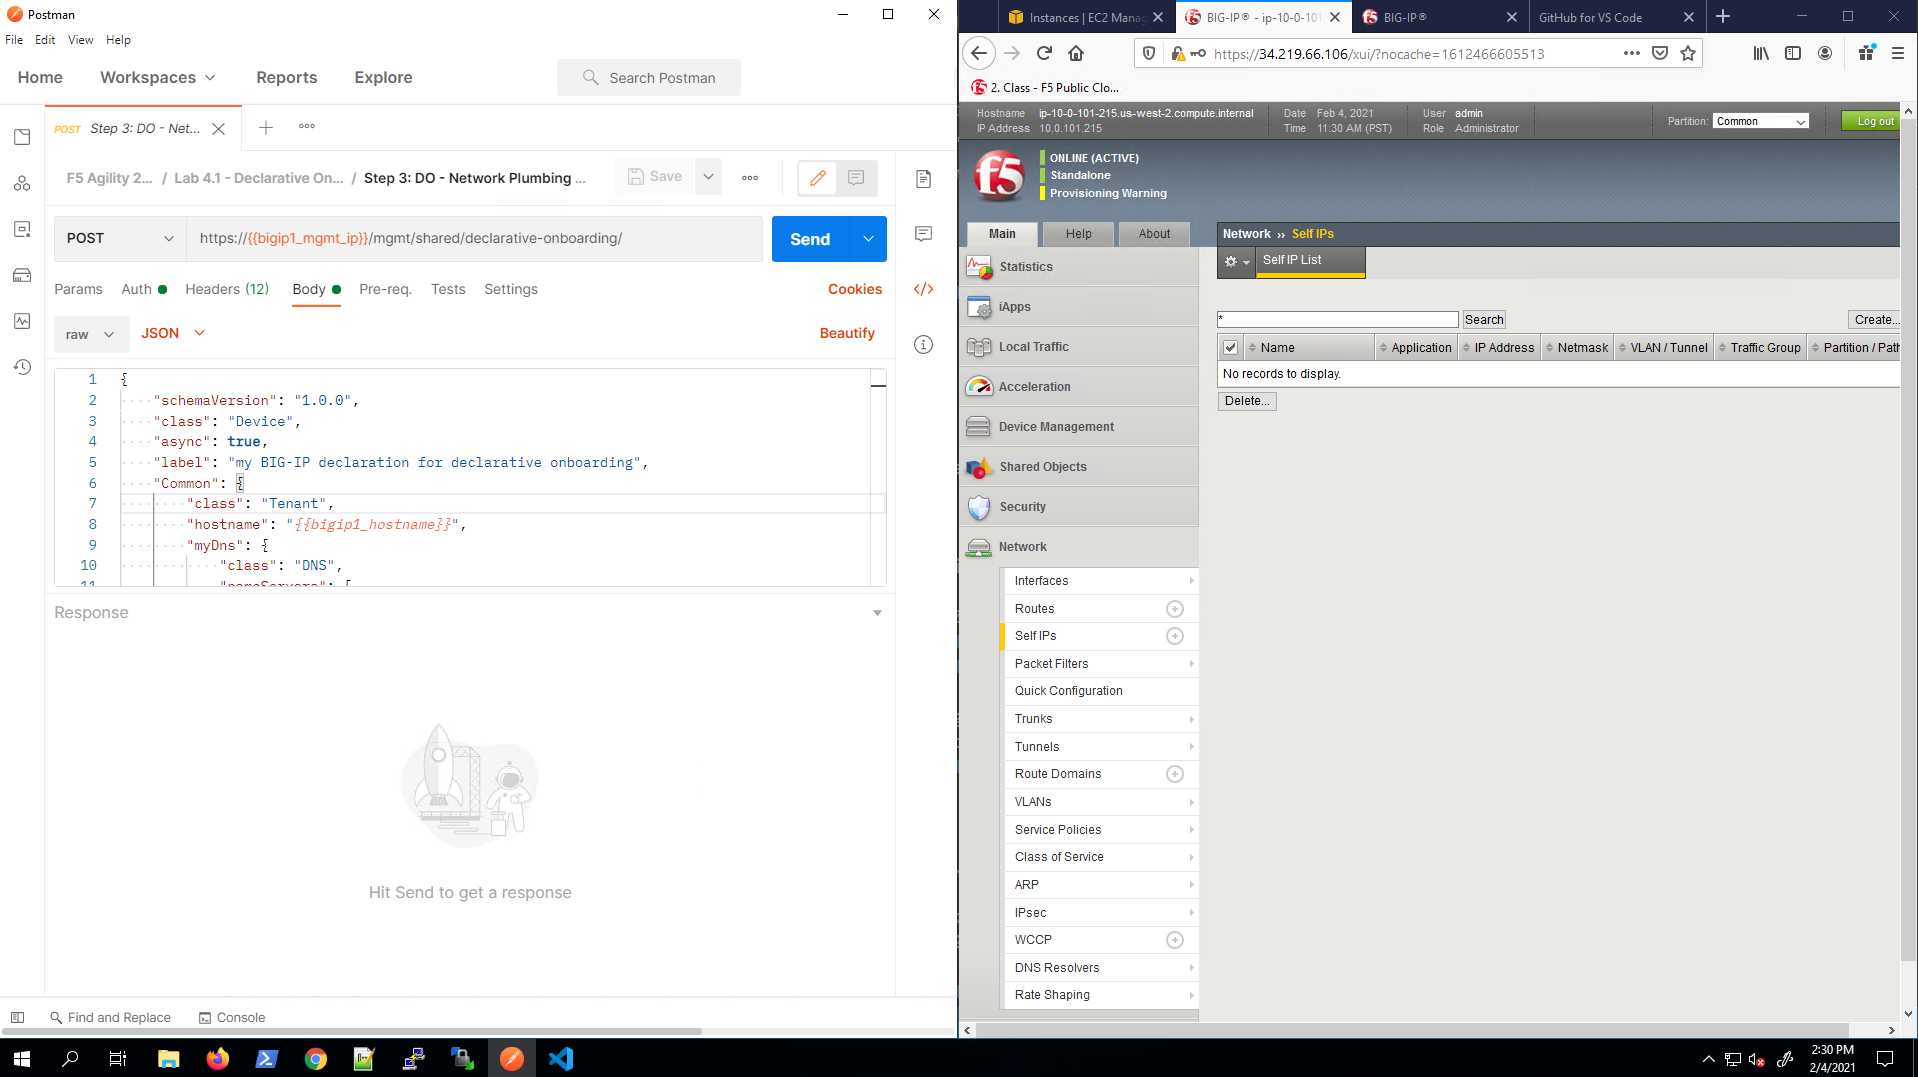 Postman
File Edit View Help
Home Workspaces Reports Explore Search Postman
POST Step 3: DO - Net... ooo
F5 Agility 2... / Lab 4.1 - Declarative On... / Step 3: DO - Network Plumbing ... Save
POST https://{{bigip1_mgmt_ip}}/mgmt/shared/declarative-onboarding/ Send
Params Auth Headers (12) Body Pre-req. Tests Settings Cookies
raw JSON Beautify
1 {
2 "schemaVersion": "1.0.0",
3 "class": "Device",
4 "async": true,
5 "label": "my BIG-IP declaration for declarative onboarding",
6 "Common": {
7 "class": "Tenant",
8 "hostname": "{{bigip1_hostname}}",
9 "myDns": {
10 "class": "DNS",
11 "nameServers": [
Response
Hit Send to get a response
Find and Replace Console
Instances | EC2 Manag
BIG-IP® - ip-10-0-101
BIG-IP®
GitHub for VS Code
https://34.219.66.106/xui/?nocache=1612466605513
2. Class - F5 Public Clo...
Hostname ip-10-0-101-215.us-west-2.compute.internal Date Feb 4, 2021 User admin
IP Address 10.0.101.215 Time 11:30 AM (PST) Role Administrator
Partition: Common Log out
f5
ONLINE (ACTIVE)
Standalone
Provisioning Warning
Main Help About
Network ›› Self IPs
Self IP List
* Search Create...
Name Application IP Address Netmask VLAN / Tunnel Traffic Group Partition / Path
No records to display.
Delete...
Statistics
iApps
Local Traffic
Acceleration
Device Management
Shared Objects
Security
Network
Interfaces
Routes
Self IPs
Packet Filters
Quick Configuration
Trunks
Tunnels
Route Domains
VLANs
Service Policies
Class of Service
ARP
IPsec
WCCP
DNS Resolvers
Rate Shaping
2:30 PM
2/4/2021